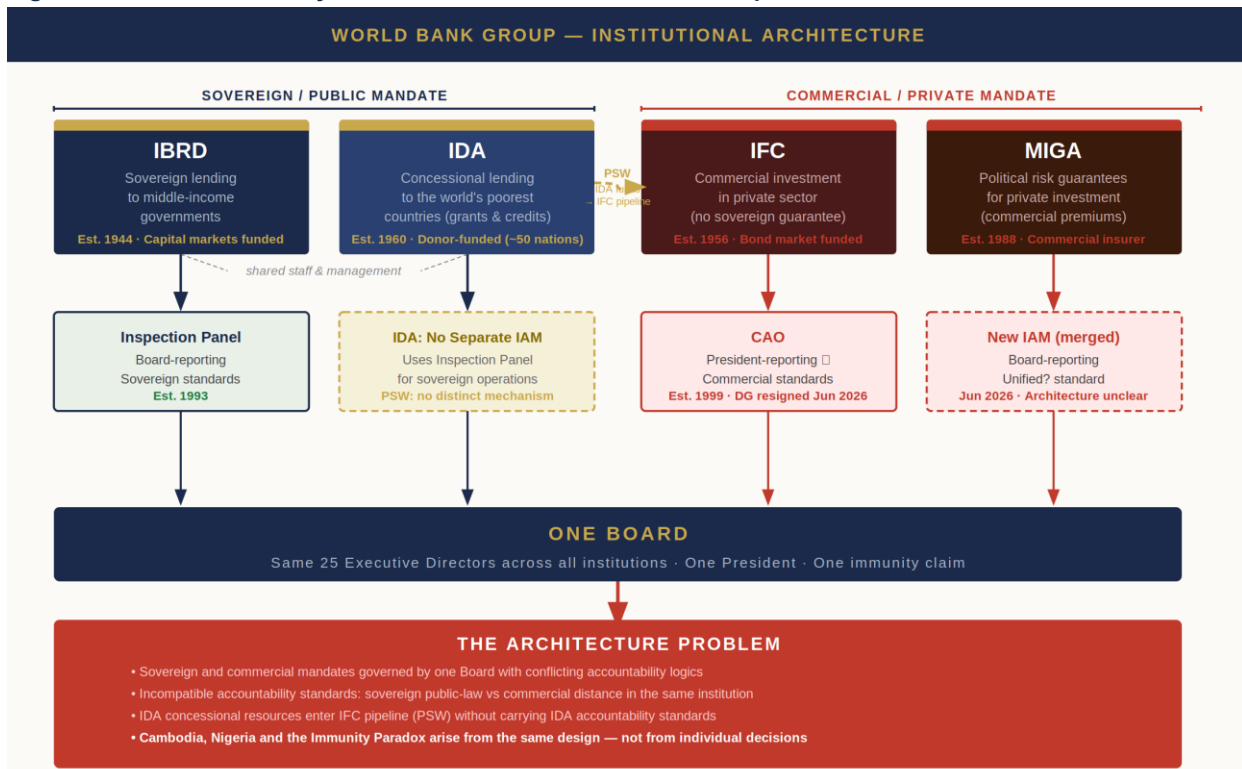 WORLD BANK GROUP — INSTITUTIONAL ARCHITECTURE
SOVEREIGN / PUBLIC MANDATE
COMMERCIAL / PRIVATE MANDATE
IBRD
Sovereign lending
to middle-income
governments
Est. 1944 · Capital markets funded
IDA
Concessional lending
to the world's poorest
countries (grants & credits)
Est. 1960 · Donor-funded (~50 nations)
PSW
IDA
→ IFC pipeline
IFC
Commercial investment
in private sector
(no sovereign guarantee)
Est. 1956 · Bond market funded
MIGA
Political risk guarantees
for private investment
(commercial premiums)
Est. 1988 · Commercial insurer
shared staff & management
Inspection Panel
Board-reporting
Sovereign standards
Est. 1993
IDA: No Separate IAM
Uses Inspection Panel
for sovereign operations
PSW: no distinct mechanism
CAO
President-reporting
Commercial standards
Est. 1999 · DG resigned Jun 2026
New IAM (merged)
Board-reporting
Unified? standard
Jun 2026 · Architecture unclear
ONE BOARD
Same 25 Executive Directors across all institutions · One President · One immunity claim
THE ARCHITECTURE PROBLEM
• Sovereign and commercial mandates governed by one Board with conflicting accountability logics
• Incompatible accountability standards: sovereign public-law vs commercial distance in the same institution
• IDA concessional resources enter IFC pipeline (PSW) without carrying IDA accountability standards
• Cambodia, Nigeria and the Immunity Paradox arise from the same design — not from individual decisions